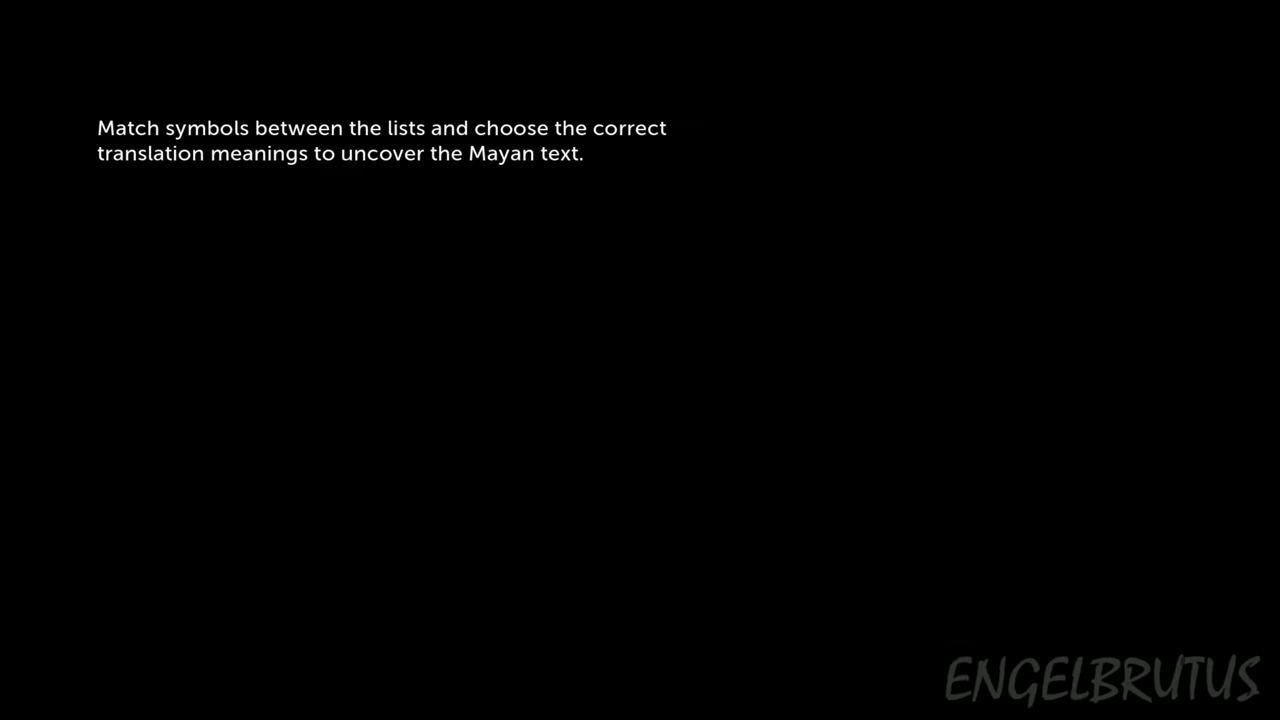 Match symbols between the lists and choose the correct
translation meanings to uncover the Mayan text.
ENGELBRUTUS